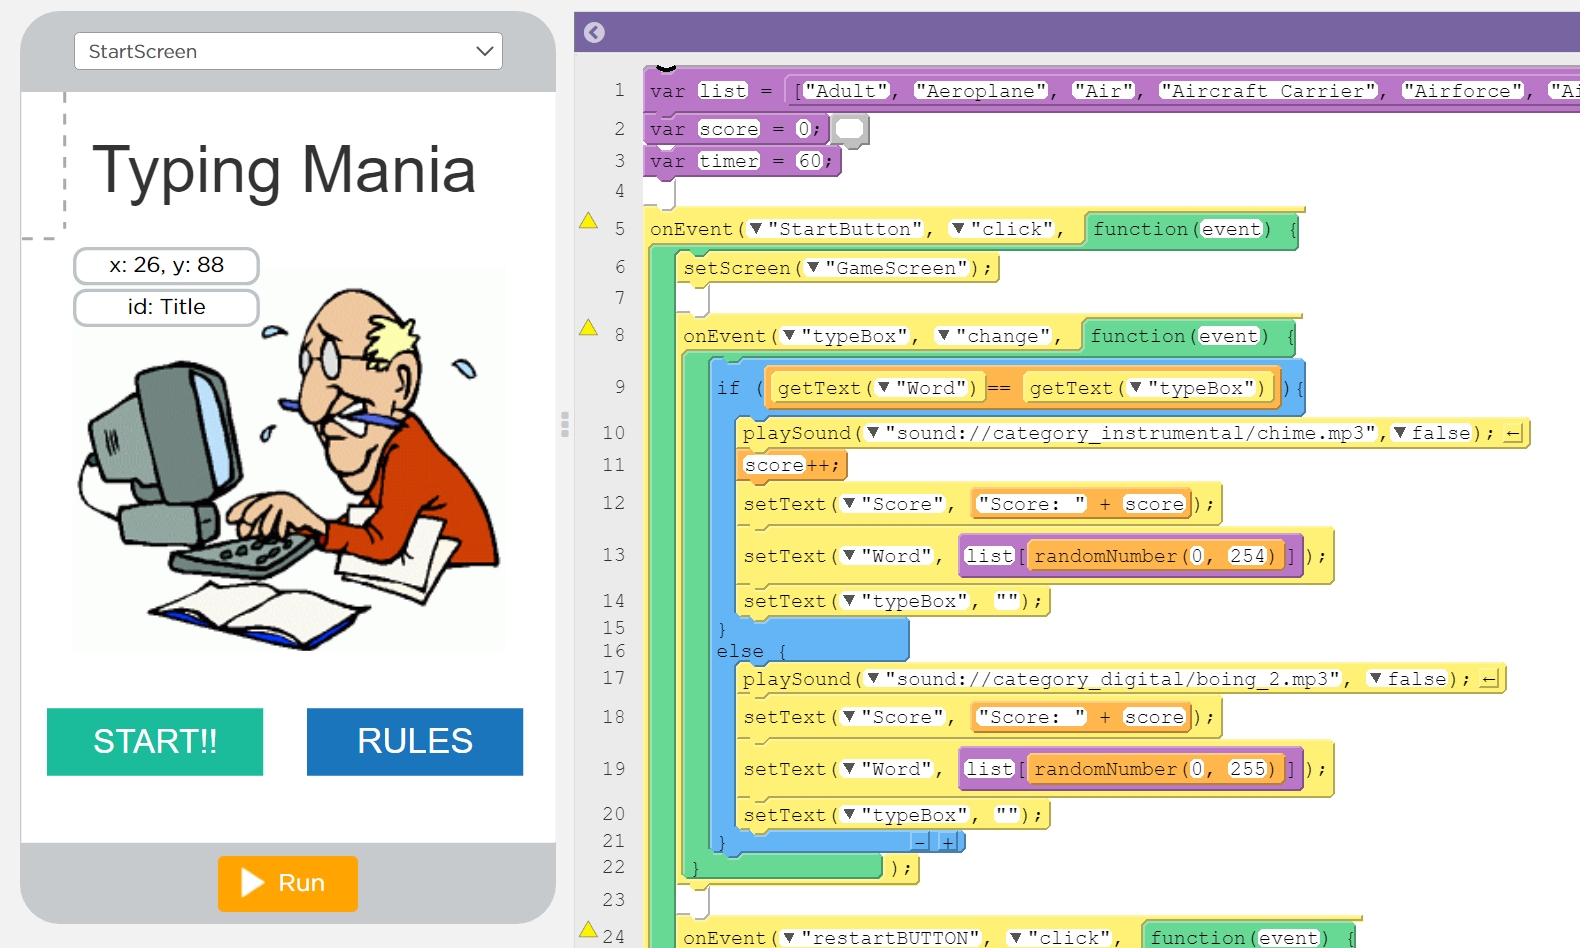 StartScreen
Typing Mania
x: 26, y: 88
id: Title
START!!
RULES
Run
1 var list = ["Adult", "Aeroplane", "Air", "Aircraft Carrier", "Airforce", "Ai
2 var score = 0;
3 var timer = 60;
4
5 onEvent(▼"StartButton", ▼"click", function(event) {
6 setScreen(▼"GameScreen");
7
8 onEvent(▼"typeBox", ▼"change", function(event) {
9 if (getText(▼"Word") == getText(▼"typeBox") ){
10 playSound(▼"sound://category_instrumental/chime.mp3",▼false);←
11 score++;
12 setText(▼"Score", "Score: " + score);
13 setText(▼"Word", list[randomNumber(0, 254)]);
14 setText(▼"typeBox", "");
15 }
16 else {
17 playSound(▼"sound://category_digital/boing_2.mp3", ▼false);←
18 setText(▼"Score", "Score: " + score);
19 setText(▼"Word", list[randomNumber(0, 255)]);
20 setText(▼"typeBox", "");
21 } - +
22 } );
23
24 onEvent(▼"restartBUTTON", ▼"click", function(event) {